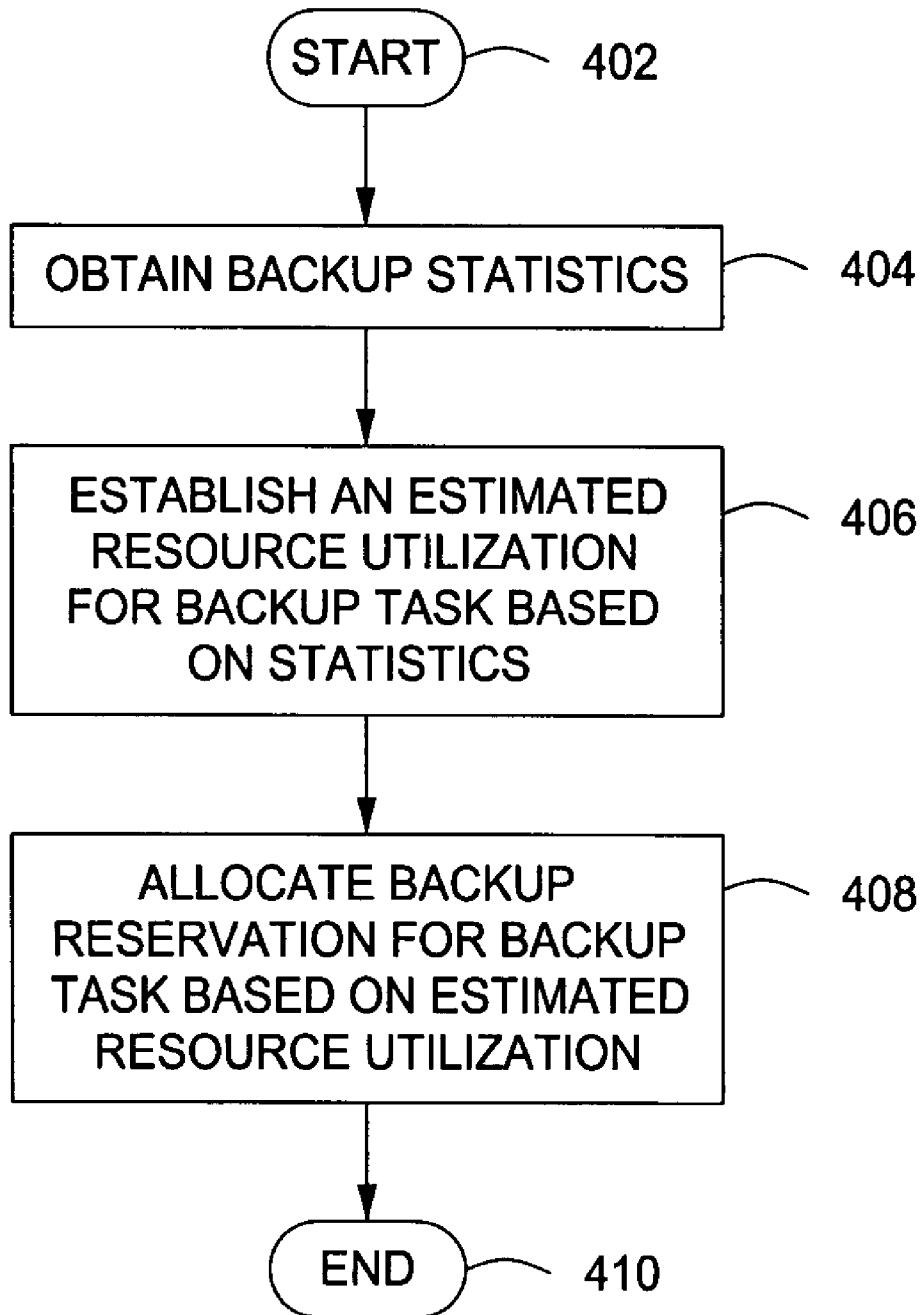 START
402
OBTAIN BACKUP STATISTICS
404
ESTABLISH AN ESTIMATED
RESOURCE UTILIZATION
FOR BACKUP TASK BASED
ON STATISTICS
406
ALLOCATE BACKUP
RESERVATION FOR BACKUP
TASK BASED ON ESTIMATED
RESOURCE UTILIZATION
408
END
410